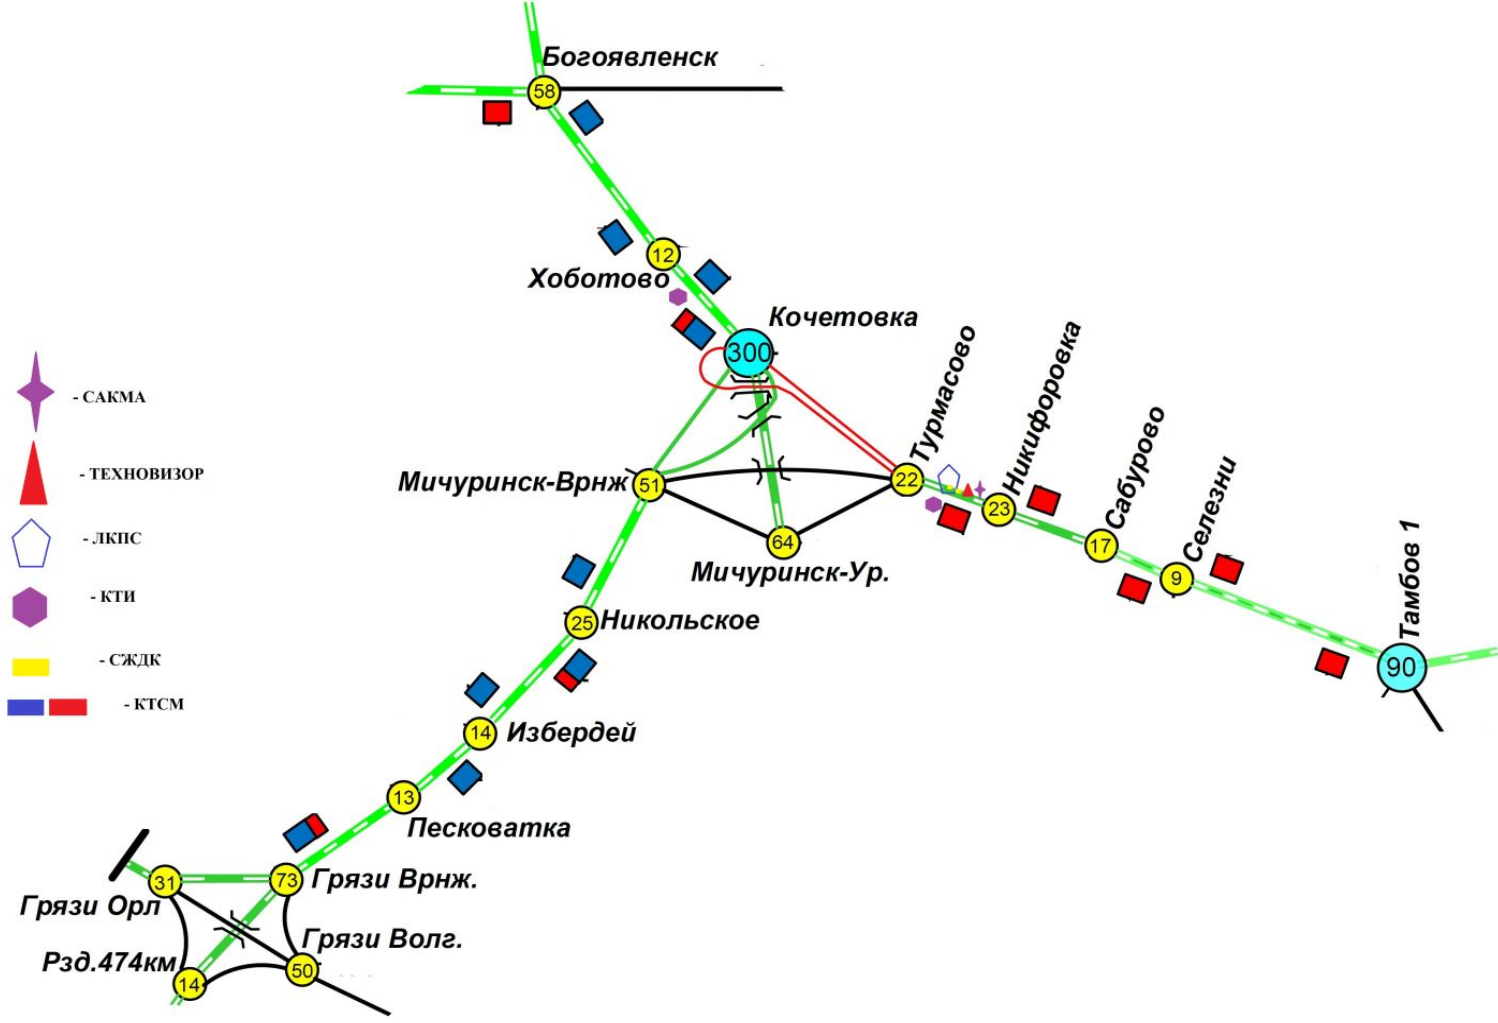 Богоявленск
58
12
Хоботово
Кочетовка
300
Турмасово
Никифоровка
Сабурово
Селезни
Тамбов 1
- САКМА
- ТЕХНОВИЗОР
- ЛКПС
- КТИ
- СЖДК
- КТСМ
Мичуринск-Врнж
51
22
23
17
9
90
64
Мичуринск-Ур.
25
Никольское
14
Избердей
13
Песковатка
31
73
Грязи Врнж.
Грязи Орл
Грязи Волг.
Рзд.474км
14
50